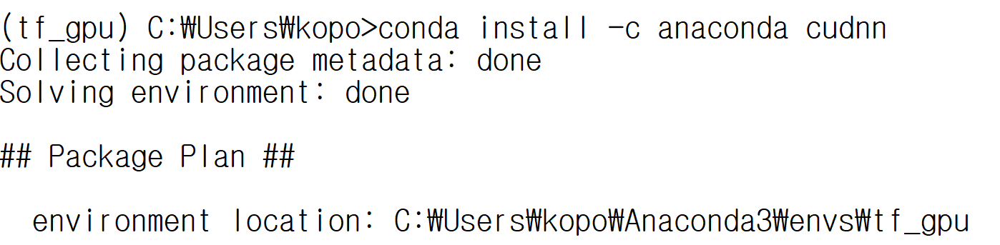 (tf_gpu) C:₩Users₩kopo>conda install -c anaconda cudnn
Collecting package metadata: done
Solving environment: done
## Package Plan ##
environment location: C:₩Users₩kopo₩Anaconda3₩envs₩tf_gpu